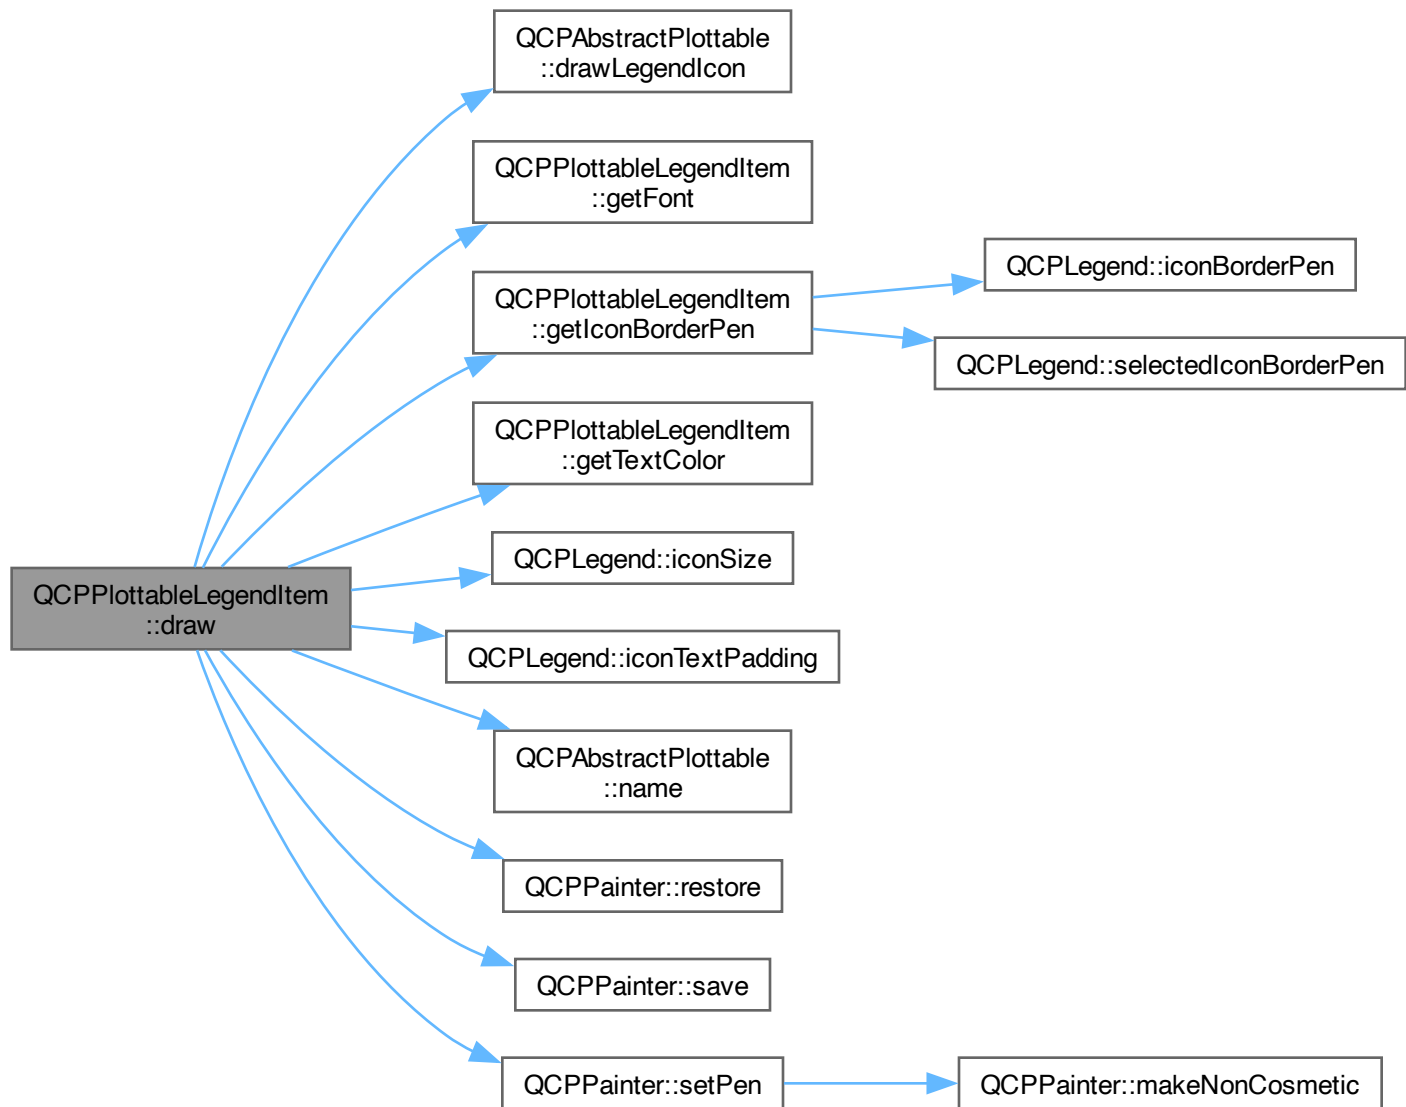 QCPAbstractPlottable
::drawLegendIcon
QCPPlottableLegendItem
::getFont
QCPPlottableLegendItem
::getIconBorderPen
QCPLegend::iconBorderPen
QCPLegend::selectedIconBorderPen
QCPPlottableLegendItem
::getTextColor
QCPPlottableLegendItem
::draw
QCPLegend::iconSize
QCPLegend::iconTextPadding
QCPAbstractPlottable
::name
QCPPainter::restore
QCPPainter::save
QCPPainter::setPen
QCPPainter::makeNonCosmetic